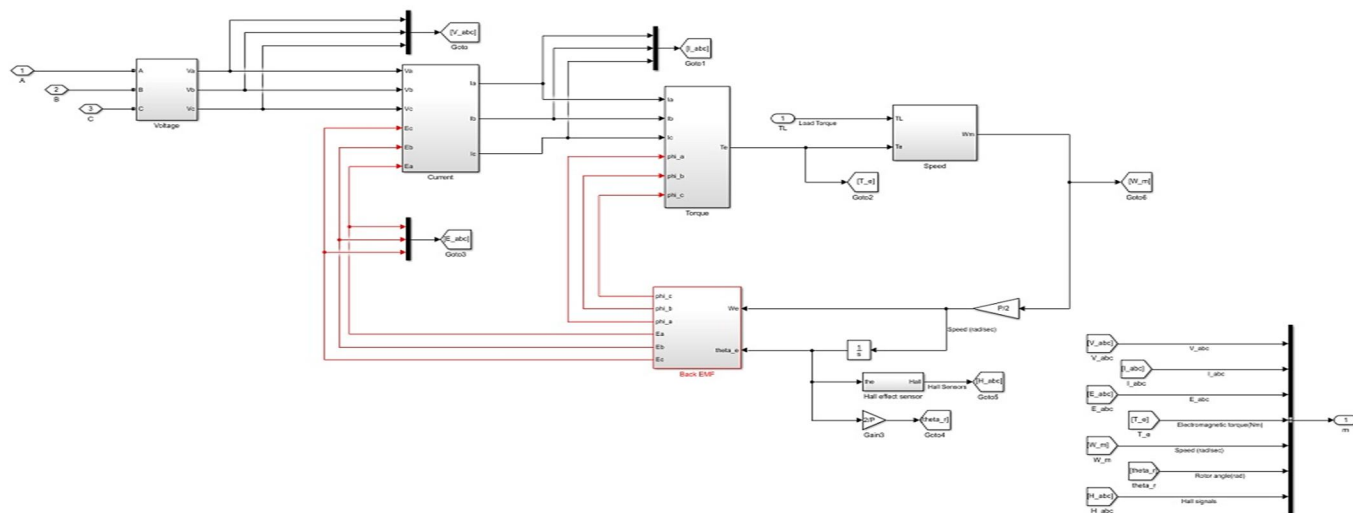 [V_abc]
Goto
[I_abc]
Goto1
1
A
2
B
3
C
A
B
C
Va
Vb
Vc
Voltage
Va
Vb
Vc
Ec
Eb
Ea
Ia
Ib
Ic
Current
Ia
Ib
Ic
phi_a
phi_b
phi_c
Te
Torque
1
TL
Load Torque
TL
Te
Wm
Speed
[T_e]
Goto2
[W_m]
Goto6
[E_abc]
Goto3
phi_c
phi_b
phi_a
Ea
Eb
Ec
We
theta_e
Back EMF
P/2
Speed (rad/sec)
1
s
the
Hall
Hall effect sensor
Hall Sensors
[H_abc]
Goto5
2/P
Gain3
[theta_r]
Goto4
[V_abc]
V_abc
V_abc
[I_abc]
I_abc
I_abc
[E_abc]
E_abc
E_abc
[T_e]
T_e
Electromagnetic torque(Nm)
[W_m]
W_m
Speed (rad/sec)
[theta_r]
theta_r
Rotor angle(rad)
[H_abc]
H_abc
Hall signals
1
m